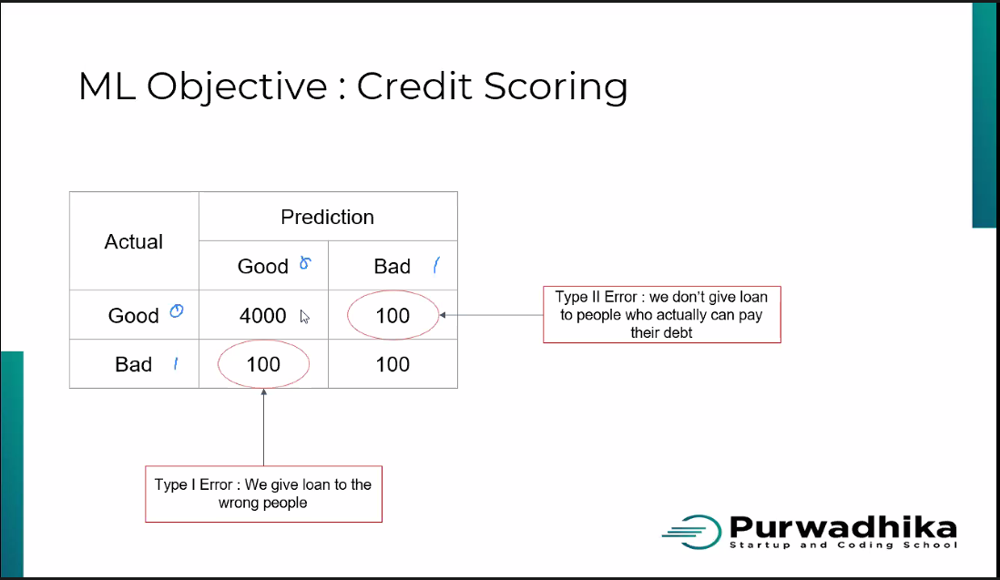 ML Objective : Credit Scoring
Actual
Prediction
Good 0
Bad 1
Good 0
4000
100
Bad 1
100
100
Type II Error : we don't give loan
to people who actually can pay
their debt
Type I Error : We give loan to the
wrong people
Purwadhika
Startup and Coding School